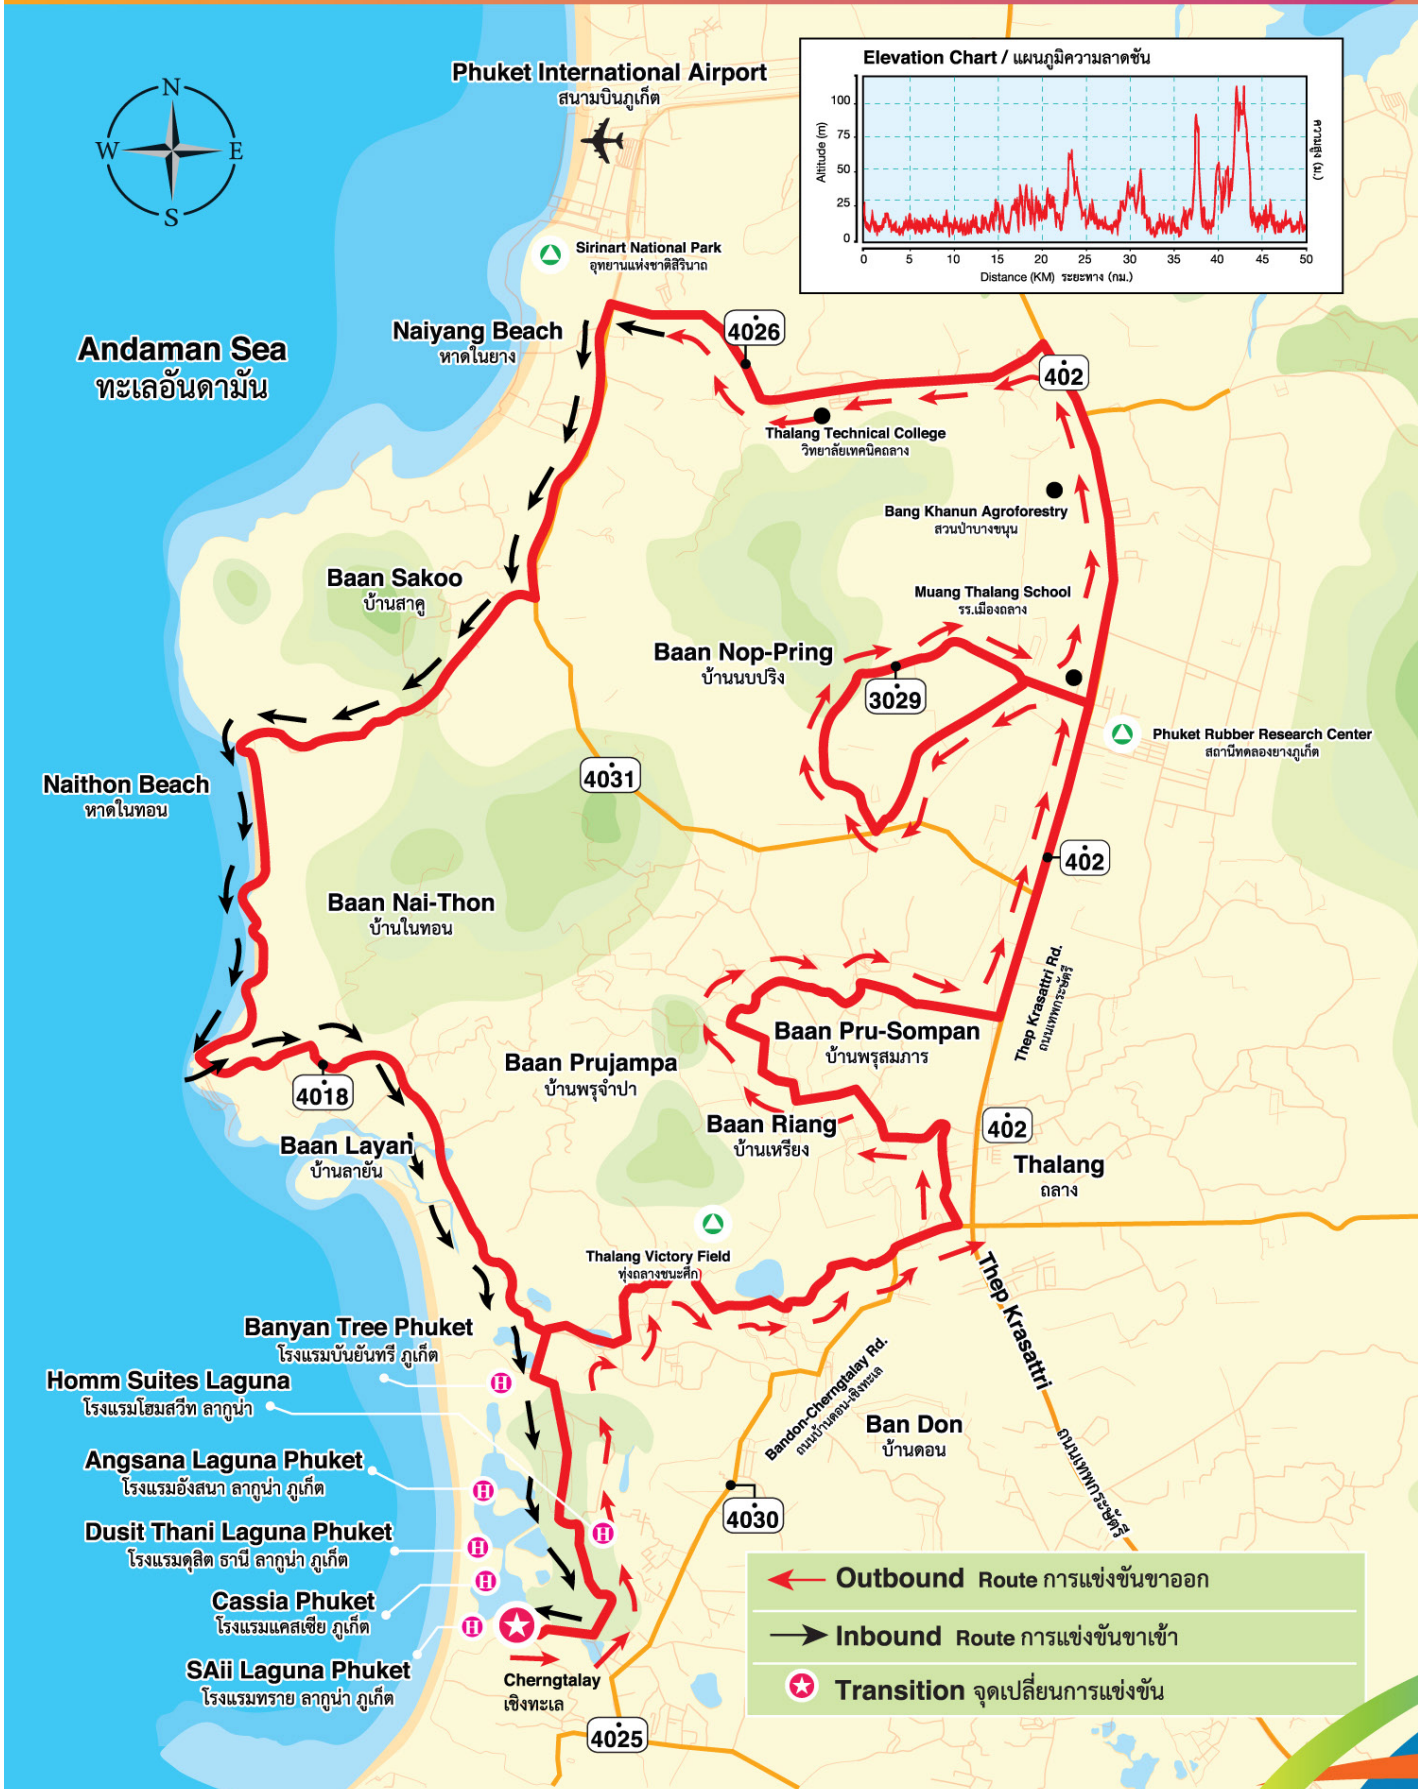 Phuket International Airport
สนามบินภูเก็ต
Elevation Chart / แผนภูมิความลาดชัน
Altitude (m)
100
75
50
25
0
ความสูง (ม.)
0 5 10 15 20 25 30 35 40 45 50
Distance (KM) ระยะทาง (กม.)
N
W E
S
Sirinart National Park
อุทยานแห่งชาติสิรินาถ
Andaman Sea
ทะเลอันดามัน
Naiyang Beach
หาดในยาง
4026
402
Thalang Technical College
วิทยาลัยเทคนิคถลาง
Bang Khanun Agroforestry
สวนป่าบางขนุน
Baan Sakoo
บ้านสาคู
Muang Thalang School
รร.เมืองถลาง
Baan Nop-Pring
บ้านนบปริง
3029
Phuket Rubber Research Center
สถานีทดลองยางภูเก็ต
Naithon Beach
หาดในทอน
4031
402
Baan Nai-Thon
บ้านในทอน
Thep Krasattri Rd.
ถนนเทพกระษัตรี
Baan Pru-Sompan
บ้านพรุสมภาร
Baan Prujampa
บ้านพรุจำปา
4018
Baan Riang
บ้านเหรียง
402
Baan Layan
บ้านลายัน
Thalang
ถลาง
Thalang Victory Field
ทุ่งถลางชนะศึก
Thep Krasattri
ถนนเทพกระษัตรี
Banyan Tree Phuket
โรงแรมบันยันทรี ภูเก็ต
H
Homm Suites Laguna
โรงแรมโฮมสวีท ลากูน่า
Bandon-Cherngtalay Rd.
ถนนบ้านดอน-เชิงทะเล
Ban Don
บ้านดอน
Angsana Laguna Phuket
โรงแรมอังสนา ลากูน่า ภูเก็ต
H
4030
Dusit Thani Laguna Phuket
โรงแรมดุสิต ธานี ลากูน่า ภูเก็ต
H
H
Cassia Phuket
โรงแรมแคสเซีย ภูเก็ต
H
SAii Laguna Phuket
โรงแรมทราย ลากูน่า ภูเก็ต
H
Cherngtalay
เชิงทะเล
4025
Outbound Route การแข่งขันขาออก
Inbound Route การแข่งขันขาเข้า
Transition จุดเปลี่ยนการแข่งขัน